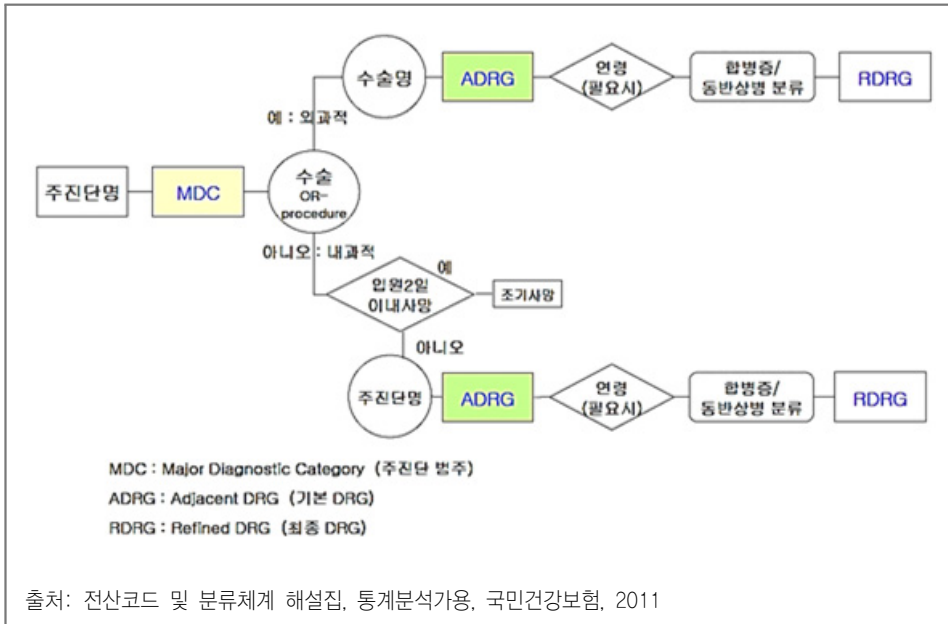 수술명
ADRG
연령
(필요시)
합병증/
동반상병 분류
RDRG
예 : 외과적
주진단명
MDC
수술
OR-
procedure
아니오 : 내과적
예
입원2일
이내사망
조기사망
아니오
주진단명
ADRG
연령
(필요시)
합병증/
동반상병 분류
RDRG
MDC : Major Diagnostic Category (주진단 범주)
ADRG : Adjacent DRG (기본 DRG)
RDRG : Refined DRG (최종 DRG)
출처: 전산코드 및 분류체계 해설집, 통계분석가용, 국민건강보험, 2011